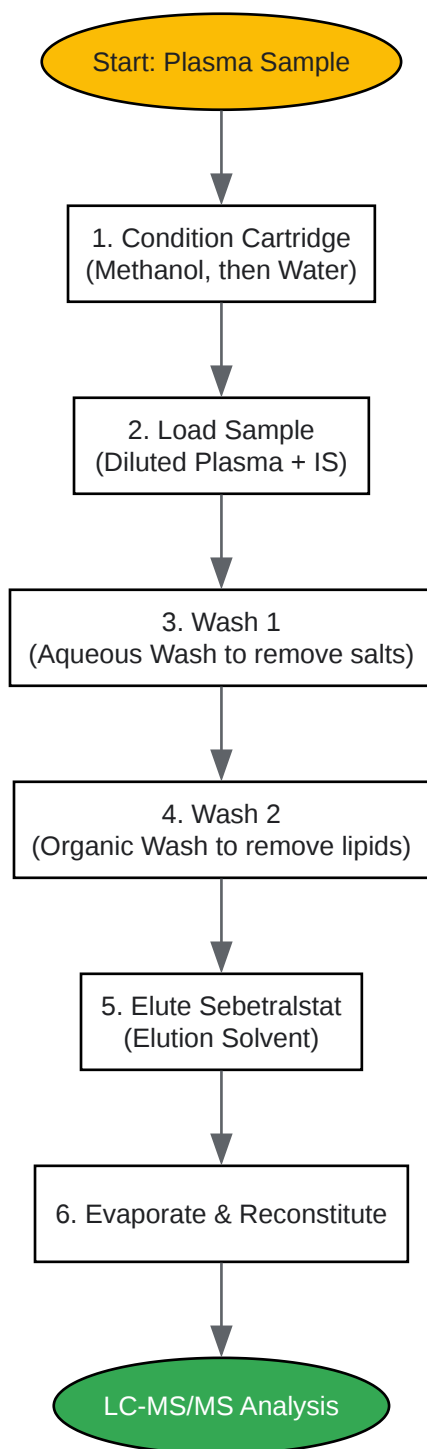 Start: Plasma Sample
1. Condition Cartridge
(Methanol, then Water)
2. Load Sample
(Diluted Plasma + IS)
3. Wash 1
(Aqueous Wash to remove salts)
4. Wash 2
(Organic Wash to remove lipids)
5. Elute Sebetralstat
(Elution Solvent)
6. Evaporate & Reconstitute
LC-MS/MS Analysis